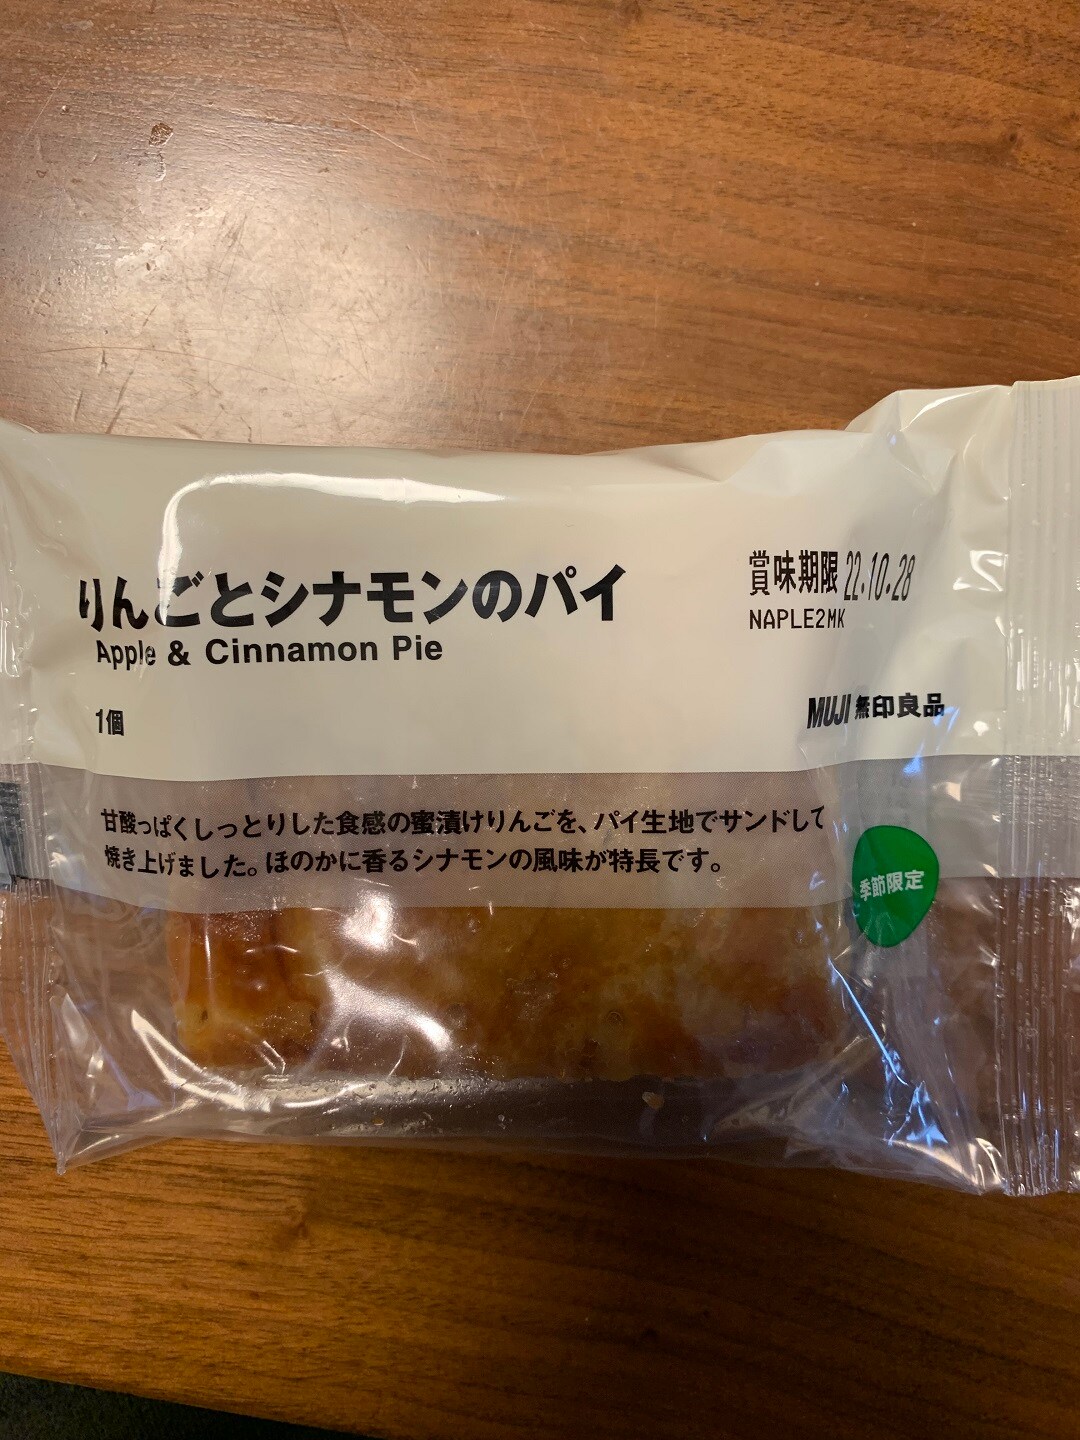 りんごとシナモンのパイ
Apple & Cinnamon Pie
1個
賞味期限 22.10.28
NAPLE2MK
MUJI 無印良品
甘酸っぱくしっとりした食感の蜜漬けりんごを、パイ生地でサンドして
焼き上げました。ほのかに香るシナモンの風味が特長です。
季節限定